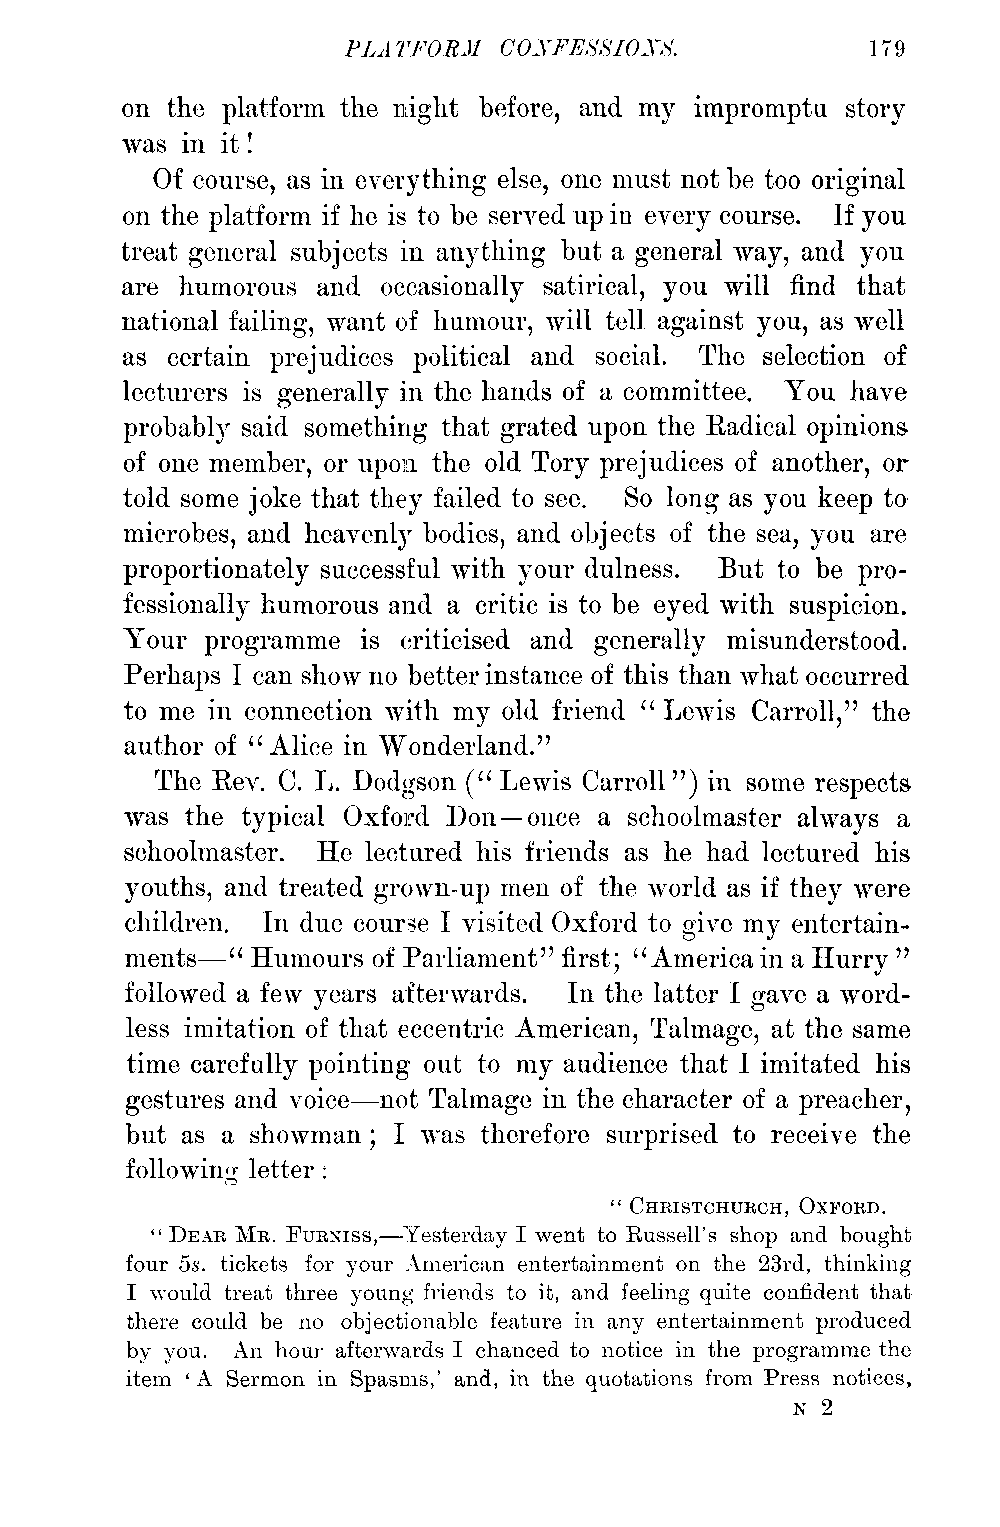 PLATFORM CONFESSIONS. 179
on the platform the night before, and my impromptu story
was in it!
Of course, as in everything else, one must not be too original
on the platform if he is to be served up in every course. If you
treat general subjects in anything but a general way, and you
are humorous and occasionally satirical, you will find that
national failing, want of humour, will tell against you, as well
as certain prejudices political and social. The selection of
lecturers is generally in the hands of a committee. You have
probably said something that grated upon the Radical opinions
of one member, or upon the old Tory prejudices of another, or
told some joke that they failed to see. So long as you keep to
microbes, and heavenly bodies, and objects of the sea, you are
proportionately successful with your dulness. But to be pro-
fessionally humorous and a critic is to be eyed with suspicion.
Your programme is criticised and generally misunderstood.
Perhaps I can show no better instance of this than what occurred
to me in connection with my old friend "Lewis Carroll," the
author of "Alice in Wonderland."
The Rev. C. L. Dodgson ("Lewis Carroll") in some respects
was the typical Oxford Don—once a schoolmaster always a
schoolmaster. He lectured his friends as he had lectured his
youths, and treated grown-up men of the world as if they were
children. In due course I visited Oxford to give my entertain-
ments—"Humours of Parliament" first; "America in a Hurry"
followed a few years afterwards. In the latter I gave a word-
less imitation of that eccentric American, Talmage, at the same
time carefully pointing out to my audience that I imitated his
gestures and voice—not Talmage in the character of a preacher,
but as a showman; I was therefore surprised to receive the
following letter:
"CHRISTCHURCH, OXFORD.
"DEAR MR. FURNISS,—Yesterday I went to Russell's shop and bought
four 5s. tickets for your American entertainment on the 23rd, thinking
I would treat three young friends to it, and feeling quite confident that
there could be no objectionable feature in any entertainment produced
by you. An hour afterwards I chanced to notice in the programme the
item 'A Sermon in Spasms,' and, in the quotations from Press notices,
N 2